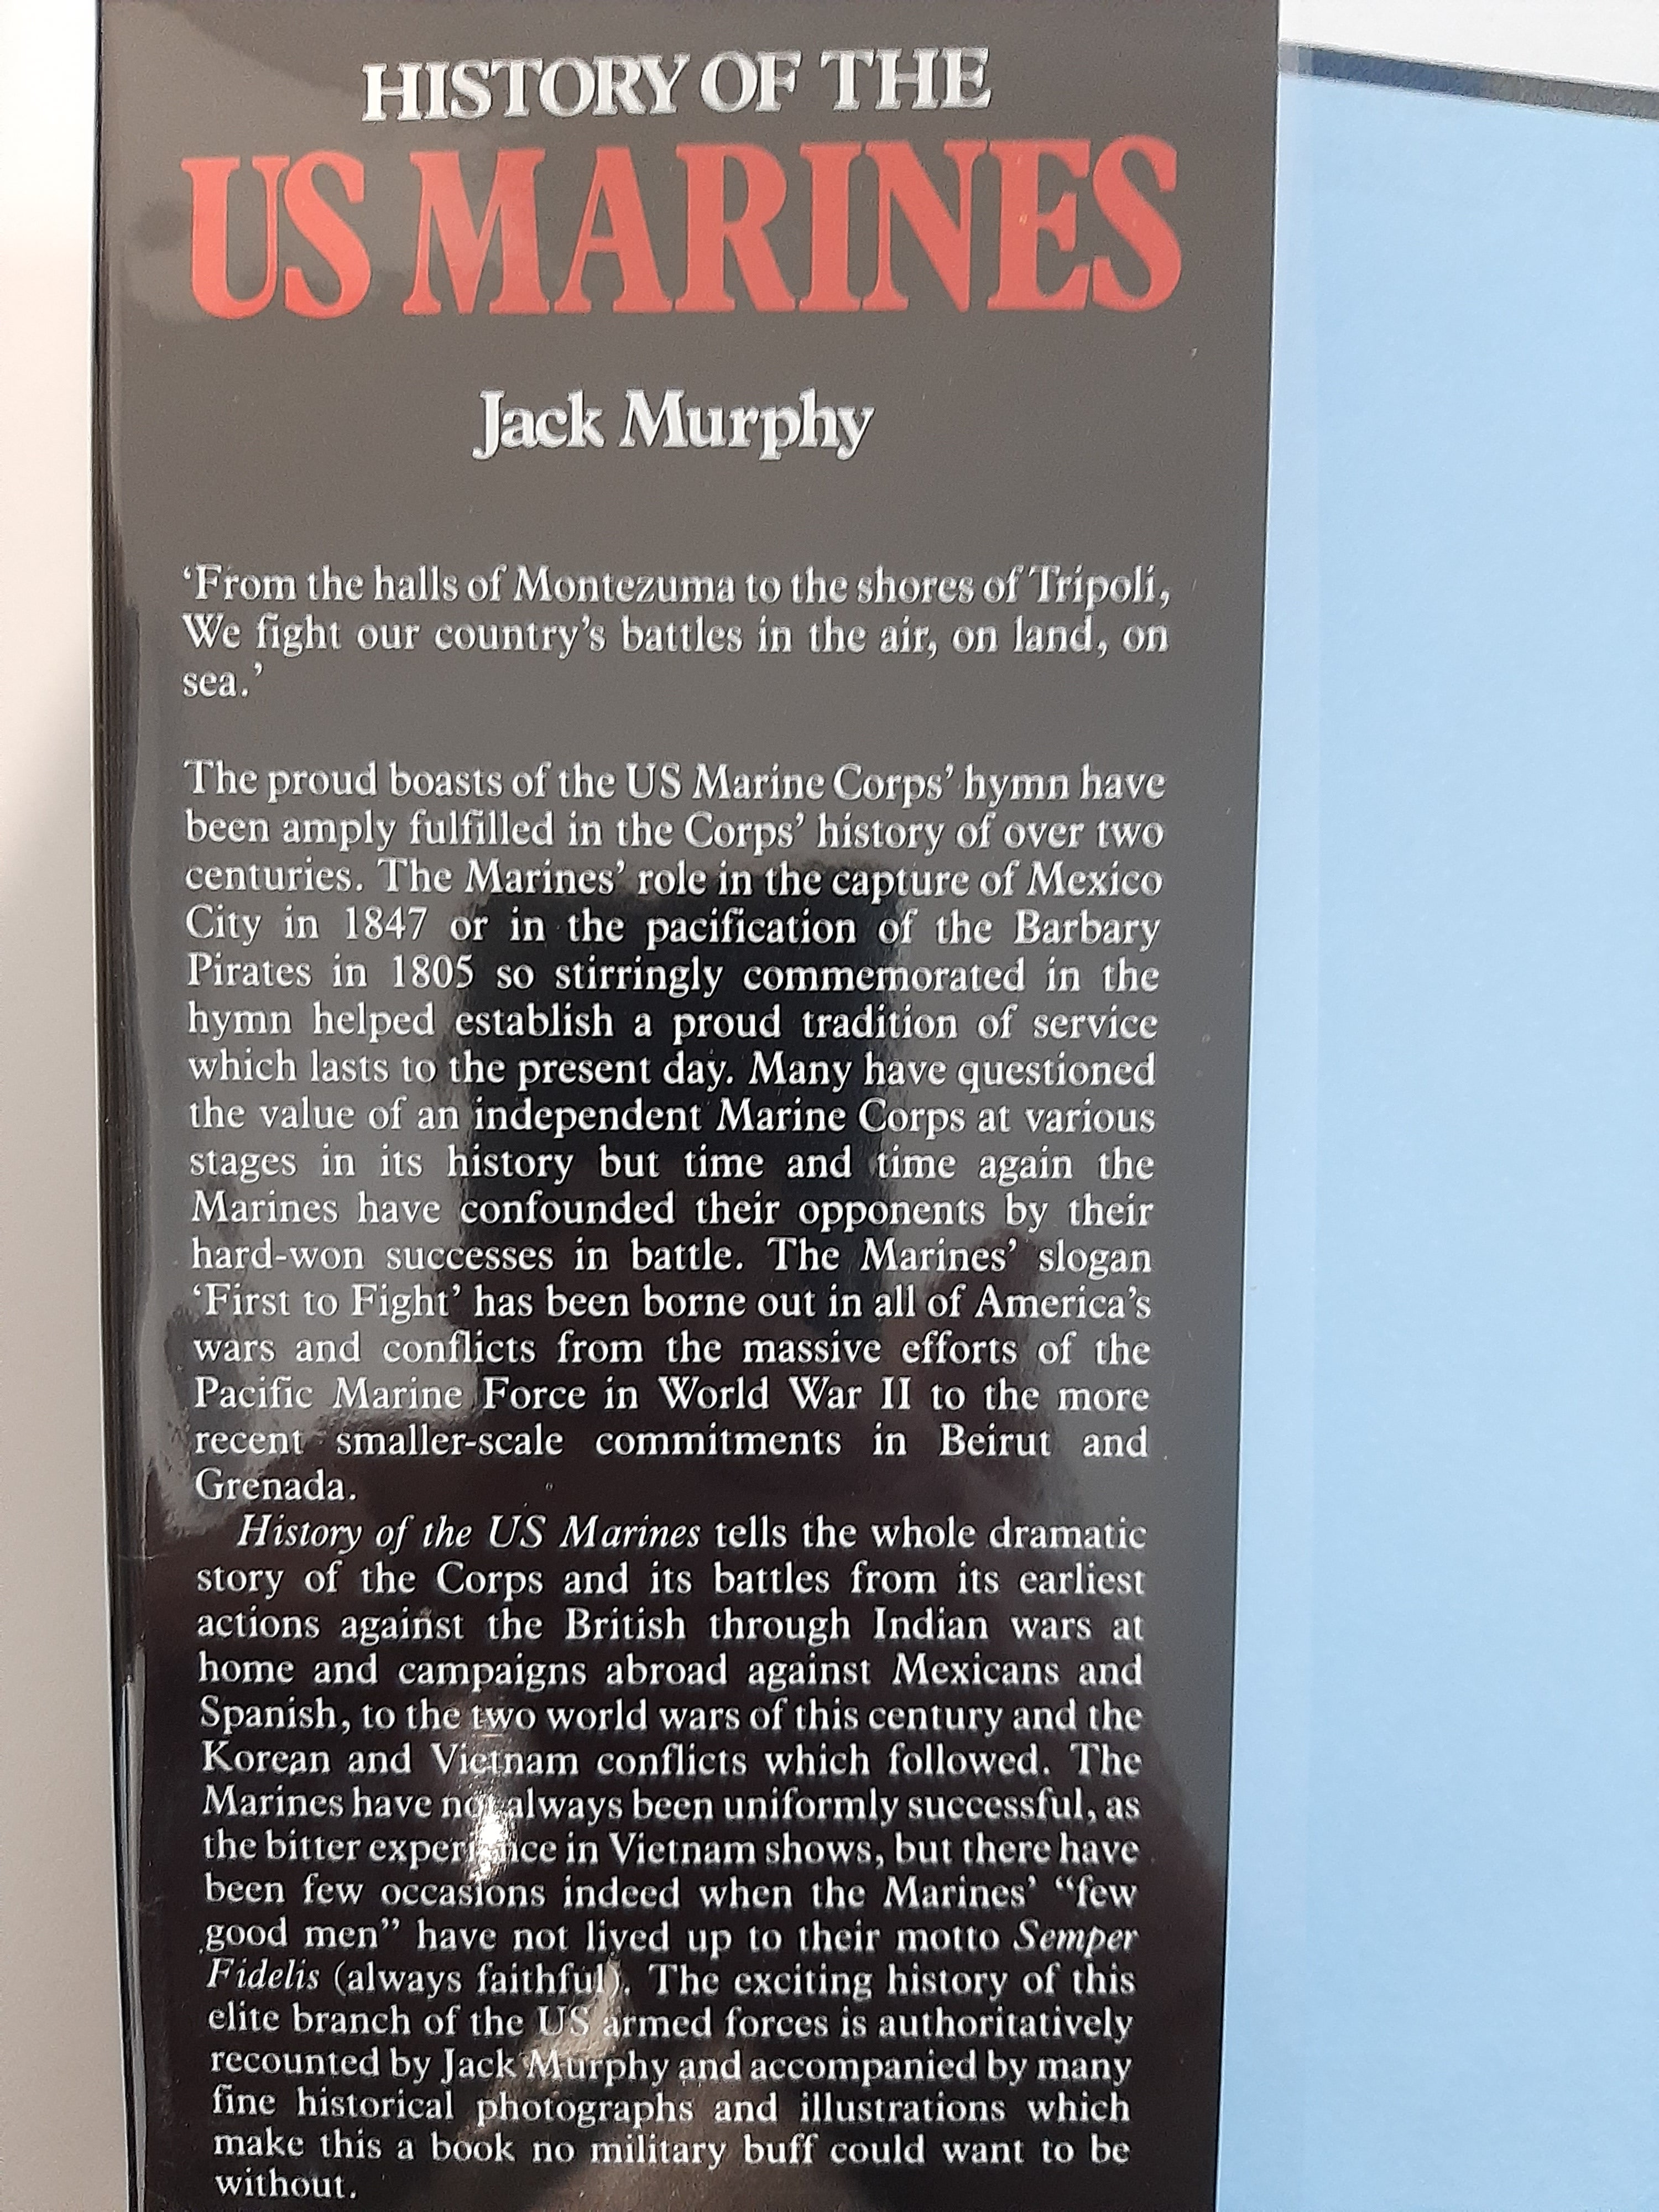 HISTORY OF THE
US MARINES
Jack Murphy
‘From the halls of Montezuma to the shores of Tripoli,
We fight our country’s battles in the air, on land, on
sea.’
The proud boasts of the US Marine Corps’ hymn have
been amply fulfilled in the Corps’ history of over two
centuries. The Marines’ role in the capture of Mexico
City in 1847 or in the pacification of the Barbary
Pirates in 1805 so stirringly commemorated in the
hymn helped establish a proud tradition of service
which lasts to the present day. Many have questioned
the value of an independent Marine Corps at various
stages in its history but time and time again the
Marines have confounded their opponents by their
hard-won successes in battle. The Marines’ slogan
‘First to Fight’ has been borne out in all of America’s
wars and conflicts from the massive efforts of the
Pacific Marine Force in World War II to the more
recent smaller-scale commitments in Beirut and
Grenada.
History of the US Marines tells the whole dramatic
story of the Corps and its battles from its earliest
actions against the British through Indian wars at
home and campaigns abroad against Mexicans and
Spanish, to the two world wars of this century and the
Korean and Vietnam conflicts which followed. The
Marines have not always been uniformly successful, as
the bitter experience in Vietnam shows, but there have
been few occasions indeed when the Marines’ “few
good men” have not lived up to their motto Semper
Fidelis (always faithful). The exciting history of this
elite branch of the US armed forces is authoritatively
recounted by Jack Murphy and accompanied by many
fine historical photographs and illustrations which
make this a book no military buff could want to be
without.